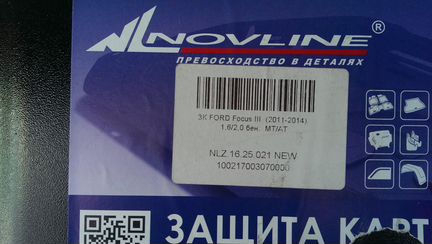 NLNOVLINE®
ПРЕВОСХОДСТВО В ДЕТАЛЯХ
ЗК FORD Focus III (2011-2014)
1.6/2,0 бен. MT/AT
NLZ.16.25.021 NEW
100217003070000
ЗАЩИТА КАРТ